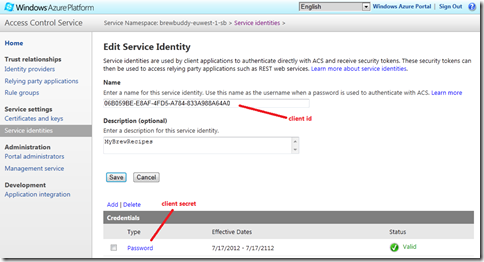 Windows Azure Platform
English
Windows Azure Portal | Sign Out
Access Control Service
Service Namespace: brewbuddy-euwest-1-sb > Service identities >
Home
Trust relationships
Identity providers
Relying party applications
Rule groups
Service settings
Certificates and keys
Service identities
Administration
Portal administrators
Management service
Development
Application integration
Edit Service Identity
Service identities are used by client applications to authenticate directly with ACS and receive security tokens. These security tokens can
then be used to access relying party applications such as REST web services. Learn more about service identities.
Name
Enter a name for this service identity. Use this name as the username when a password is used to authenticate with ACS. Learn more
06B059BE-E8AF-4FD5-A784-833A988A64A0
client id
Description (optional)
Enter a description for this service identity.
MyBrewRecipes
Save
Cancel
client secret
Add | Delete
Credentials
Type Effective Dates Status
Password 7/17/2012 - 7/17/2112 Valid